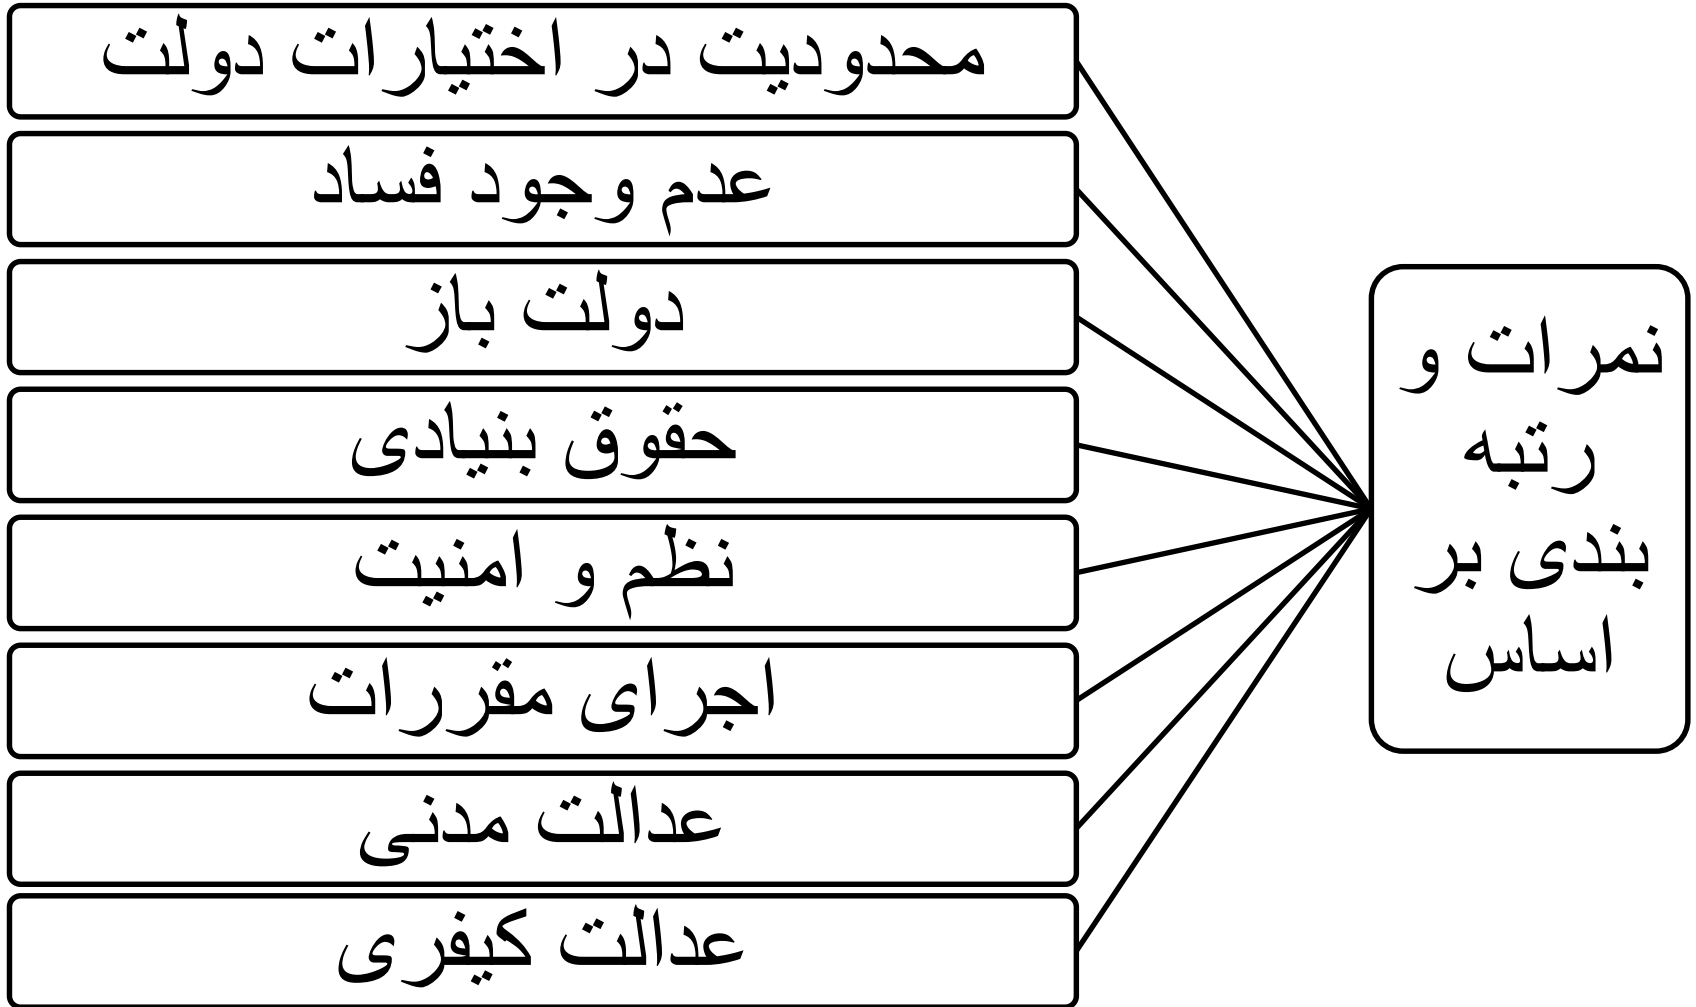 نمرات و
رتبه
بندی بر
اساس
محدودیت در اختیارات دولت
عدم وجود فساد
دولت باز
حقوق بنیادی
نظم و امنیت
اجرای مقررات
عدالت مدنی
عدالت کیفری